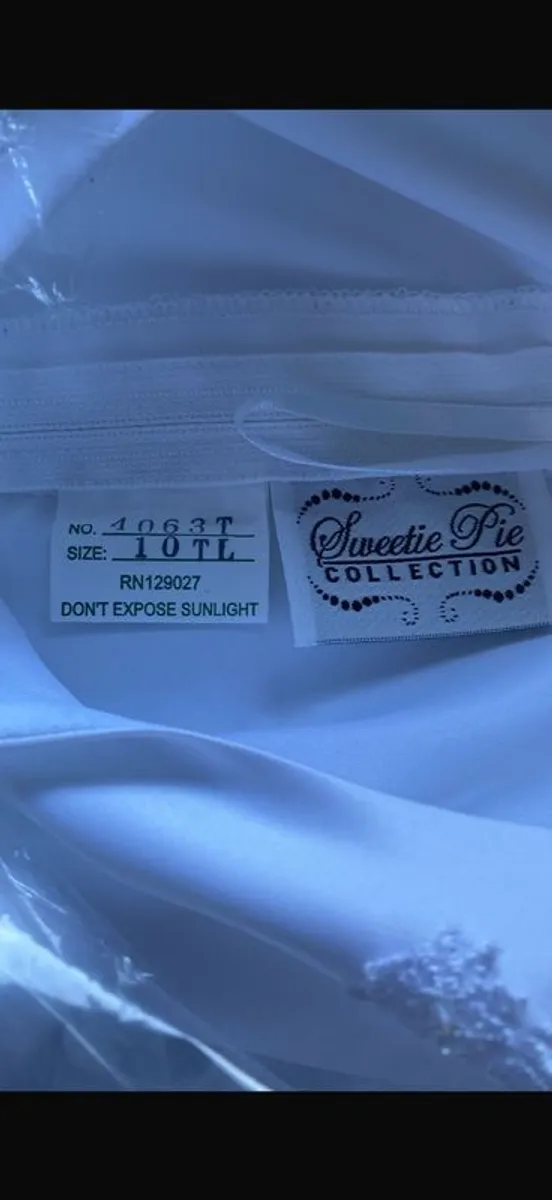 NO. 4063T
SIZE: 10TL
RN129027
DON'T EXPOSE SUNLIGHT
Sweetie Pie
COLLECTION